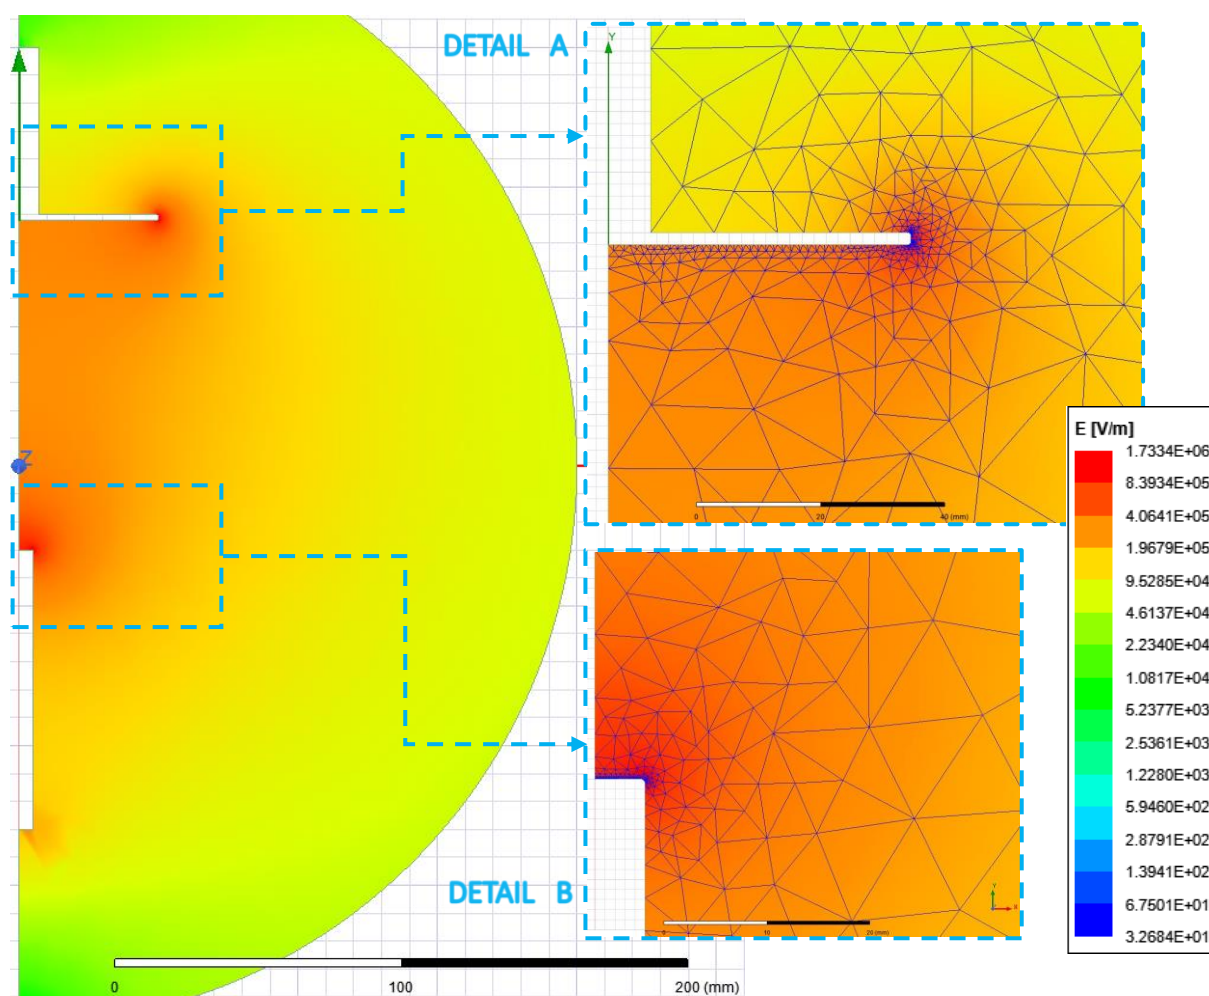 DETAIL A
Y
Z
0 20 40 (mm)
E [V/m]
1.7334E+06
8.3934E+05
4.0641E+05
1.9679E+05
9.5285E+04
4.6137E+04
2.2340E+04
1.0817E+04
5.2377E+03
2.5361E+03
1.2280E+03
5.9460E+02
2.8791E+02
1.3941E+02
6.7501E+01
3.2684E+01
DETAIL B
Y
X
0 10 20 (mm)
0 100 200 (mm)